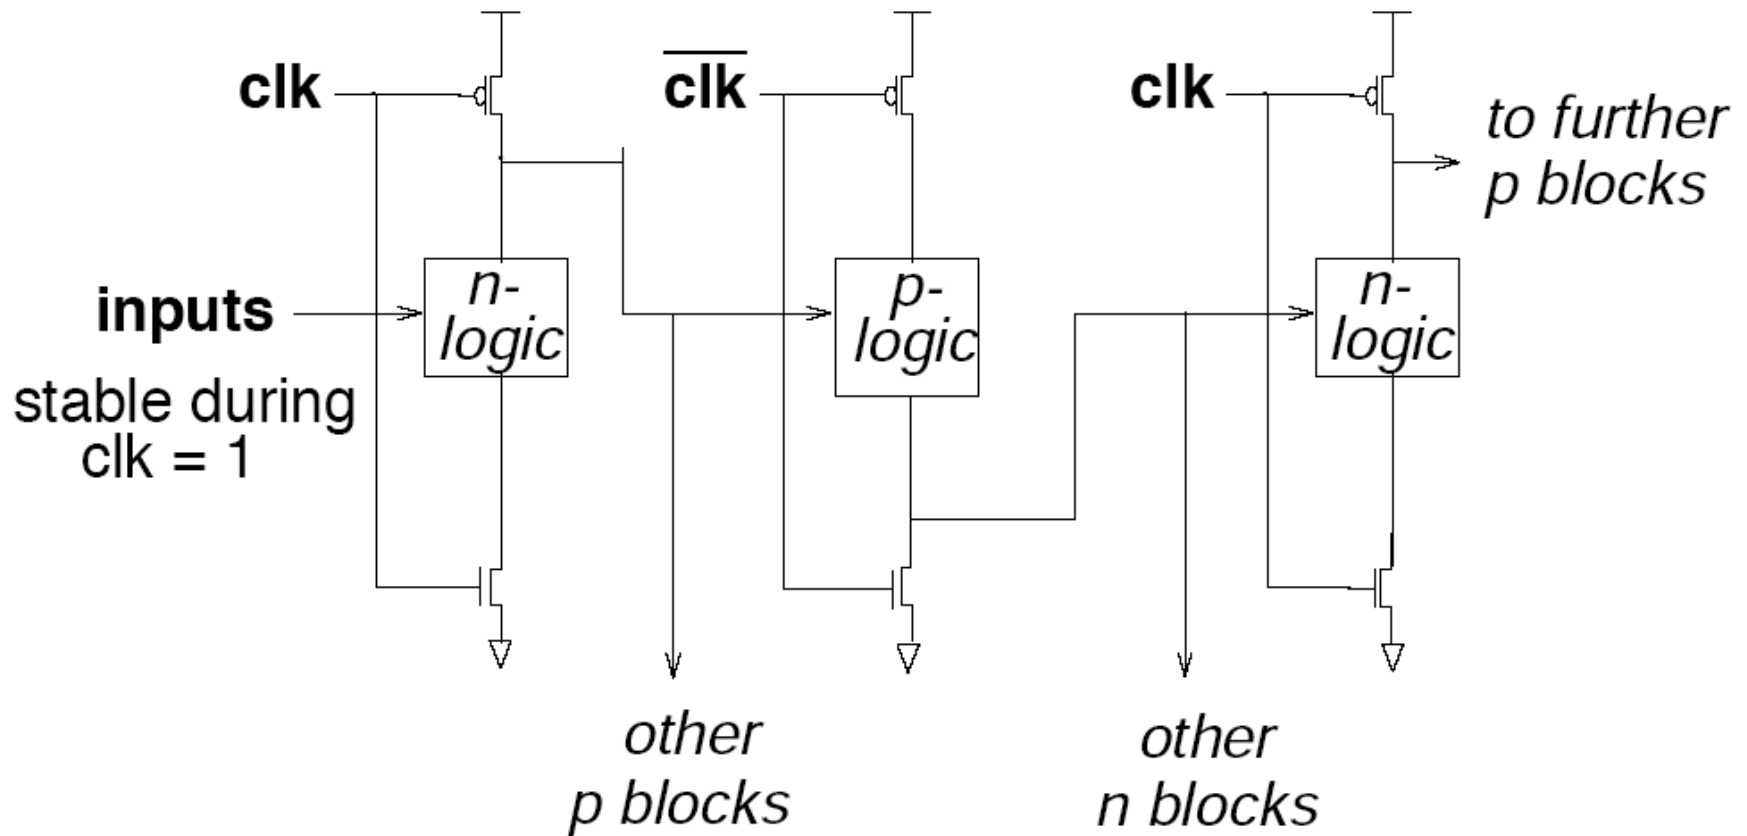 clk
clk
clk
to further
p blocks
inputs
n-
logic
p-
logic
n-
logic
stable during
clk = 1
other
p blocks
other
n blocks